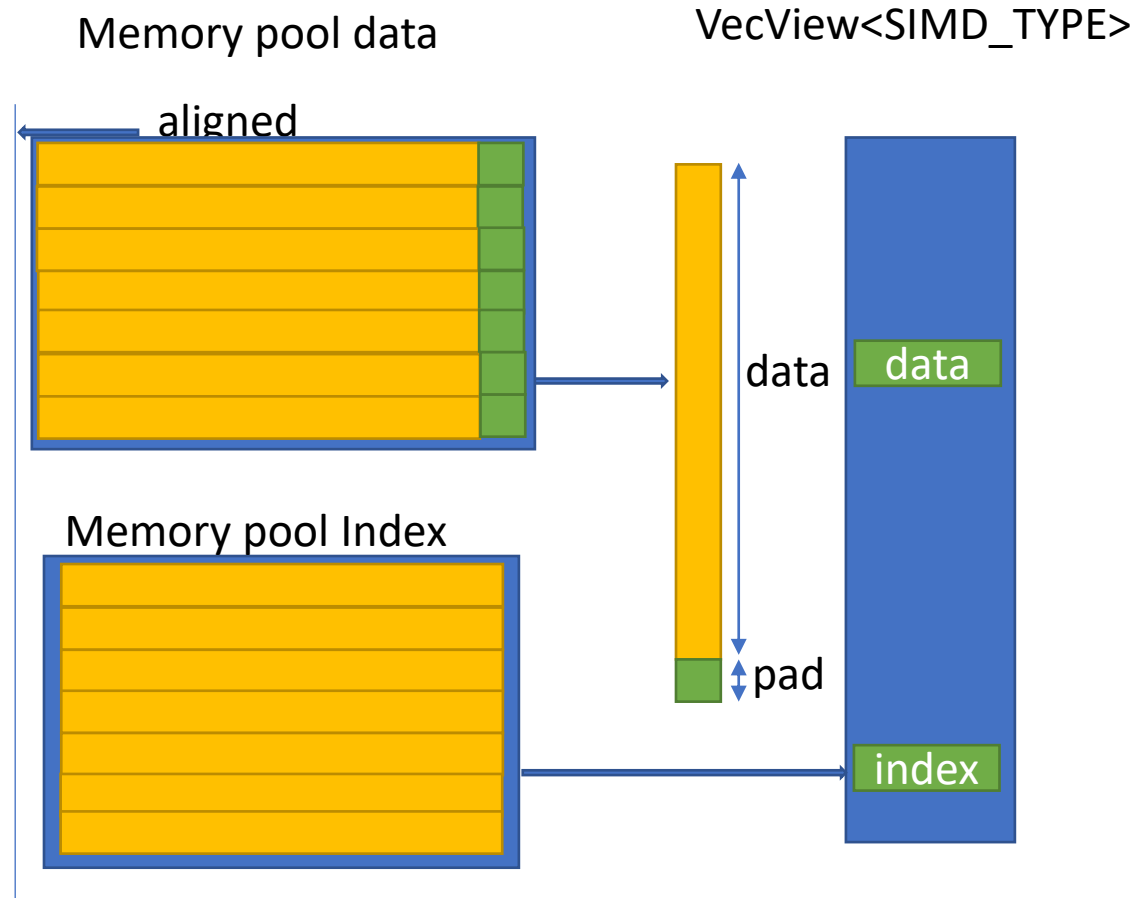 Memory pool data
VecView<SIMD_TYPE>
aligned
data
data
Memory pool Index
pad
index